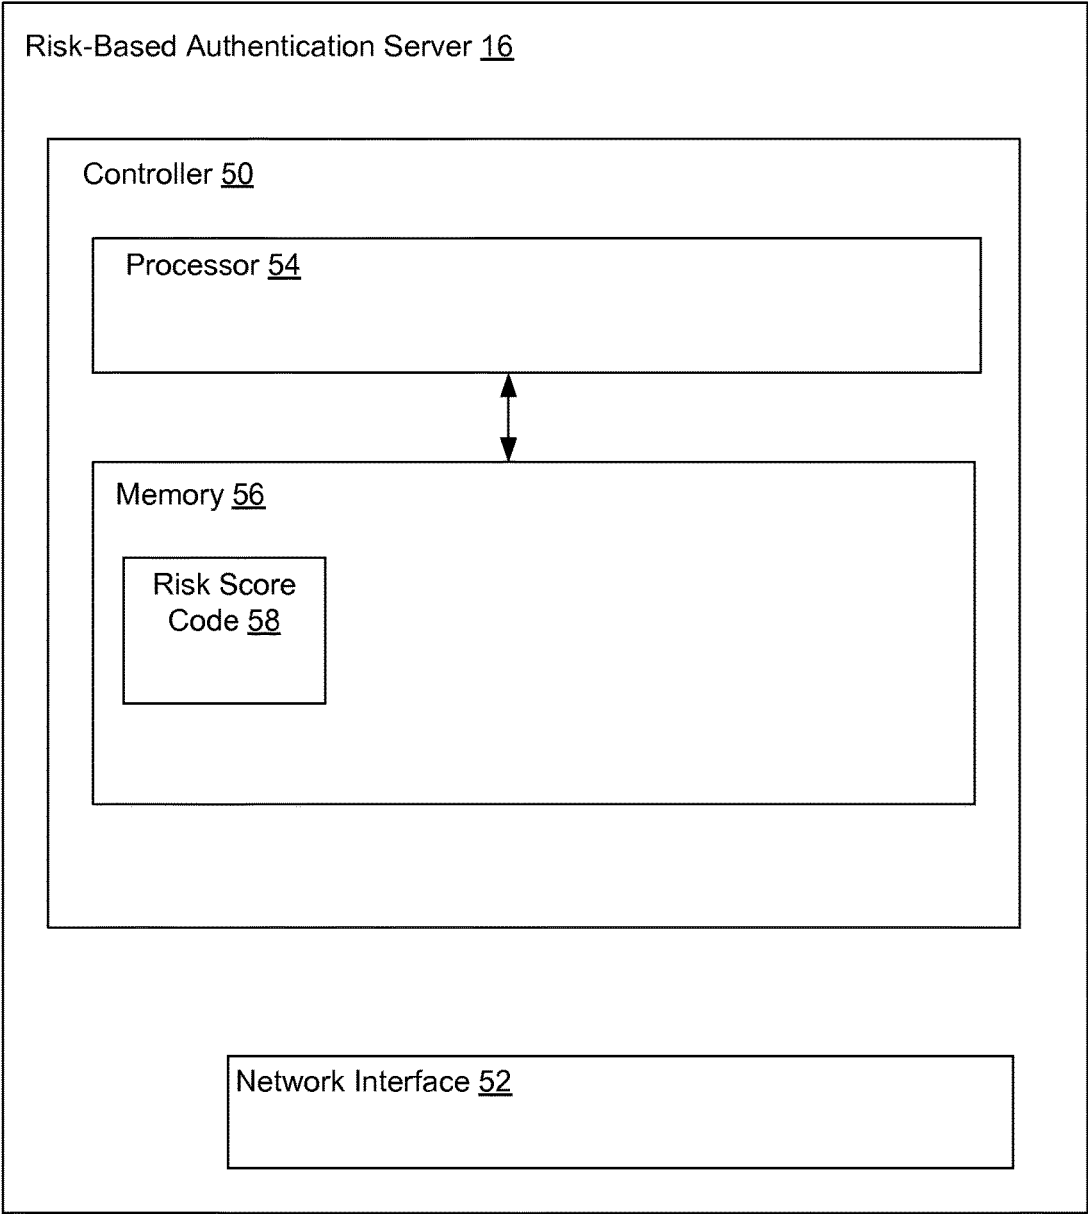 Risk-Based Authentication Server 16
Controller 50
Processor 54
Memory 56
Risk Score
Code 58
Network Interface 52